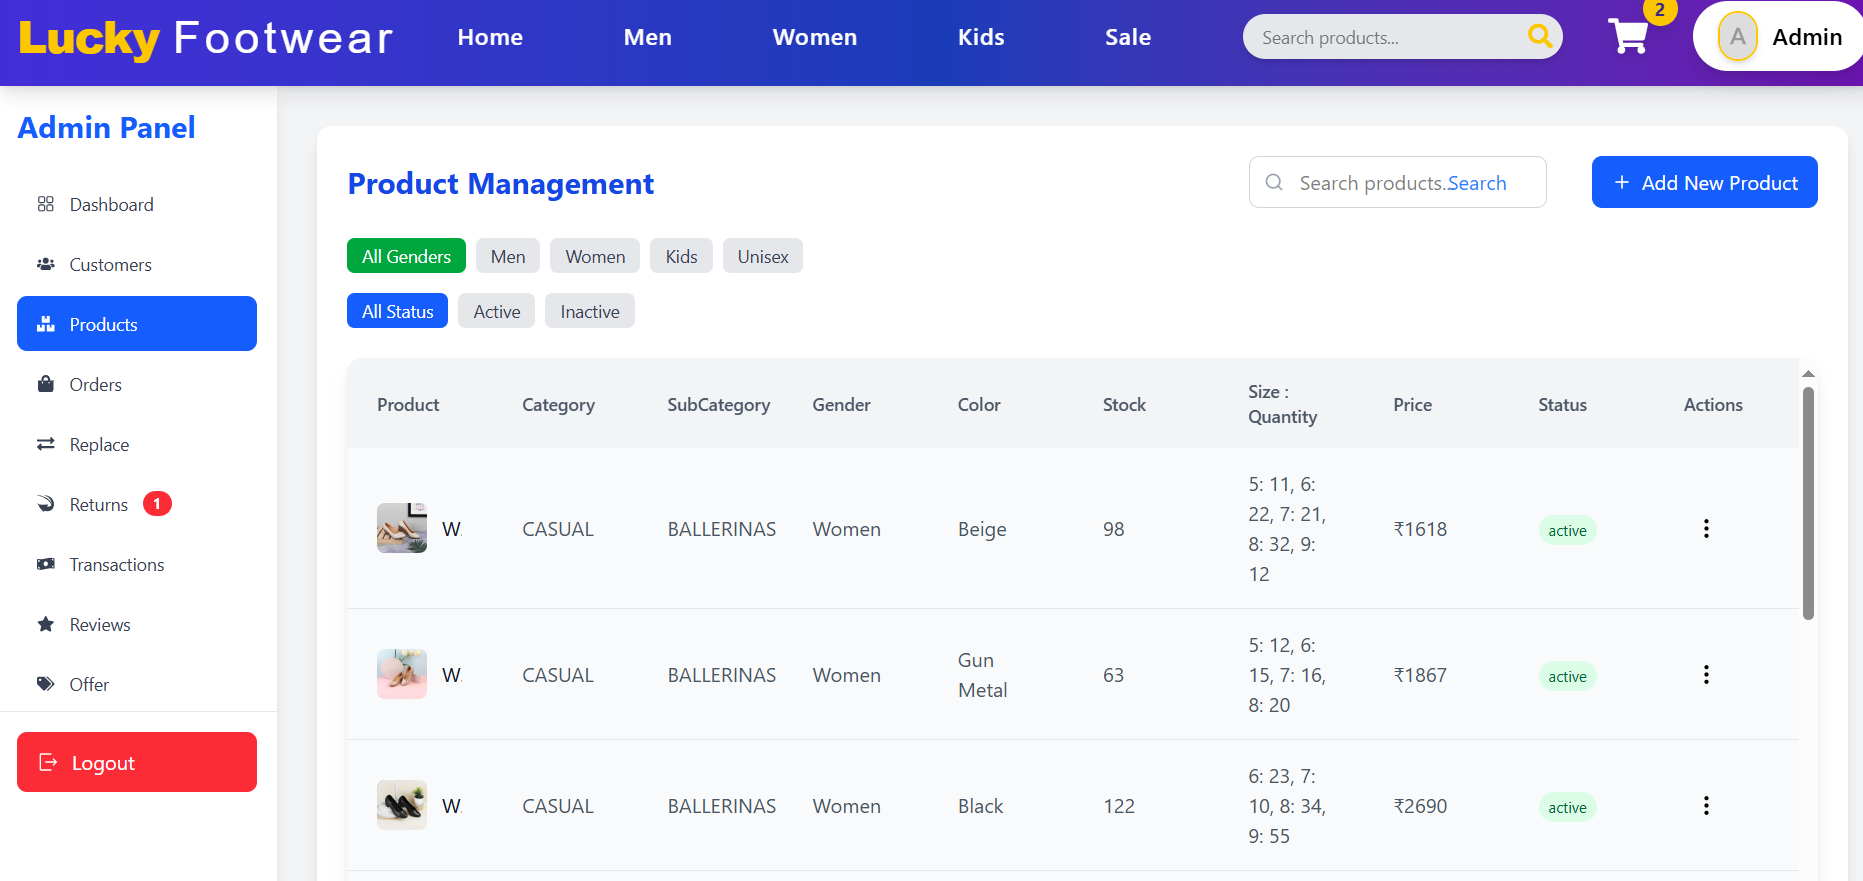 Lucky Footwear
Home
Men
Women
Kids
Sale
Search products...
2
A
Admin
Admin Panel
Dashboard
Customers
Products
Orders
Replace
Returns 1
Transactions
Reviews
Offer
Logout
Product Management
Search products..Search
+ Add New Product
All Genders Men Women Kids Unisex
All Status Active Inactive
Product Category SubCategory Gender Color Stock Size : Price Status Actions
Quantity
5: 11, 6:
22, 7: 21,
W. CASUAL BALLERINAS Women Beige 98 8: 32, 9: ₹1618 active
12
5: 12, 6:
Gun
W. CASUAL BALLERINAS Women 63 15, 7: 16, ₹1867 active
Metal
8: 20
6: 23, 7:
W. CASUAL BALLERINAS Women Black 122 10, 8: 34, ₹2690 active
9: 55